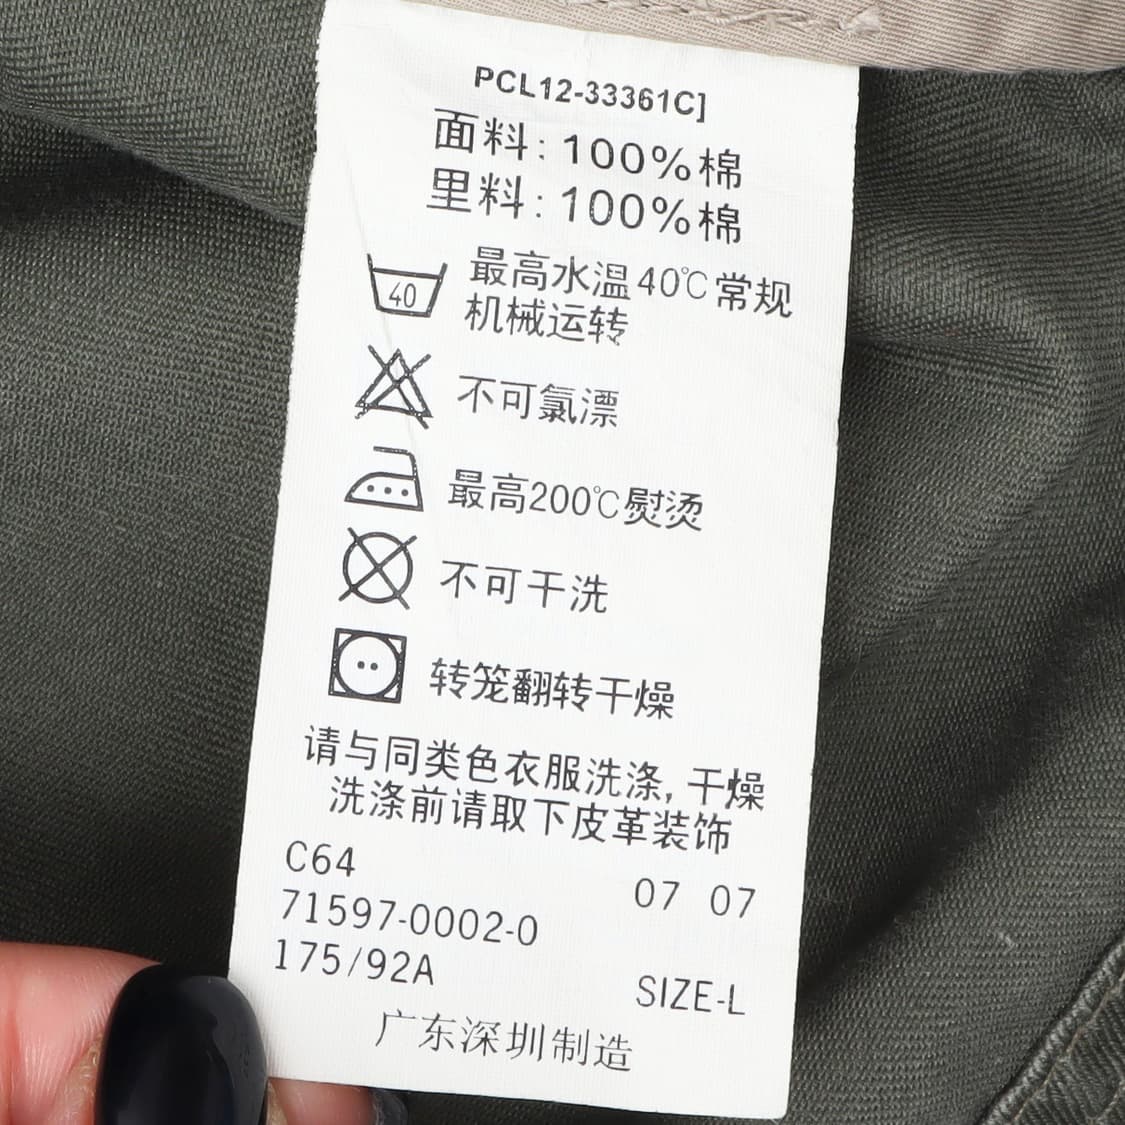 PCL12-33361C]
面料: 100%棉
里料: 100%棉
40
最高水温40℃常规
机械运转
不可氯漂
最高200℃熨烫
不可干洗
转笼翻转干燥
请与同类色衣服洗涤,干燥
洗涤前请取下皮革装饰
C64
07 07
71597-0002-0
175/92A
SIZE-L
广东深圳制造